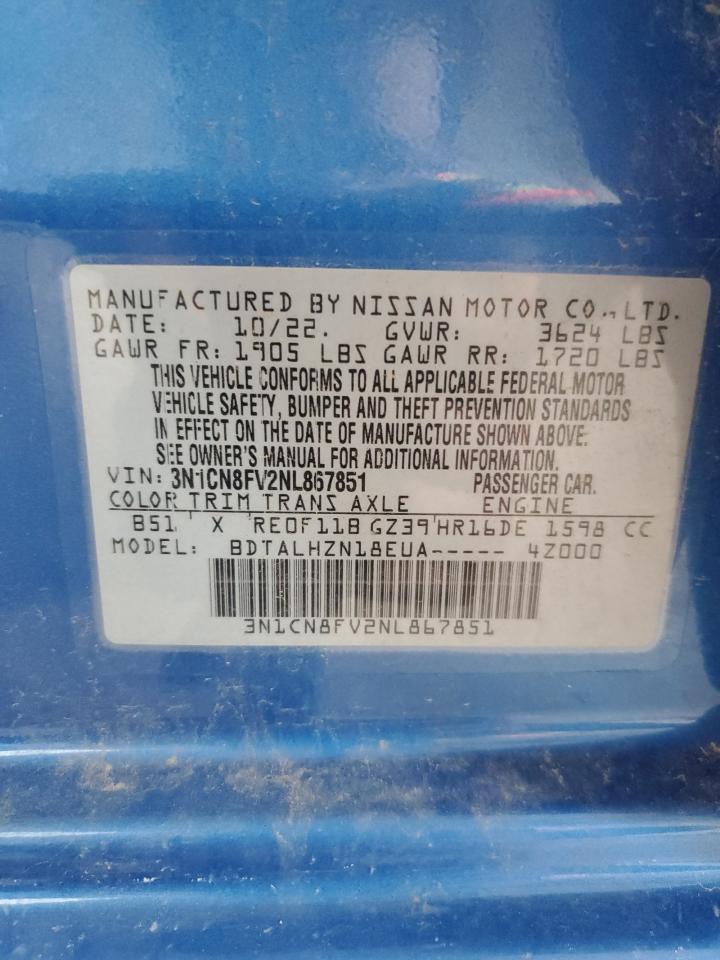 MANUFACTURED BY NISSAN MOTOR CO., LTD.
DATE: 10/22. GVWR: 3624 LBS
GAWR FR: 1905 LBS GAWR RR: 1720 LBS
THIS VEHICLE CONFORMS TO ALL APPLICABLE FEDERAL MOTOR
VEHICLE SAFETY, BUMPER AND THEFT PREVENTION STANDARDS
IN EFFECT ON THE DATE OF MANUFACTURE SHOWN ABOVE.
SEE OWNER'S MANUAL FOR ADDITIONAL INFORMATION.
VIN: 3N1CN8FV2NL867851 PASSENGER CAR.
COLOR TRIM TRANS AXLE ENGINE
B51 X RE0F11B GZ39 HR16DE 1598 CC
MODEL: BDTALHZN18EUA----- 4Z000
3N1CN8FV2NL867851